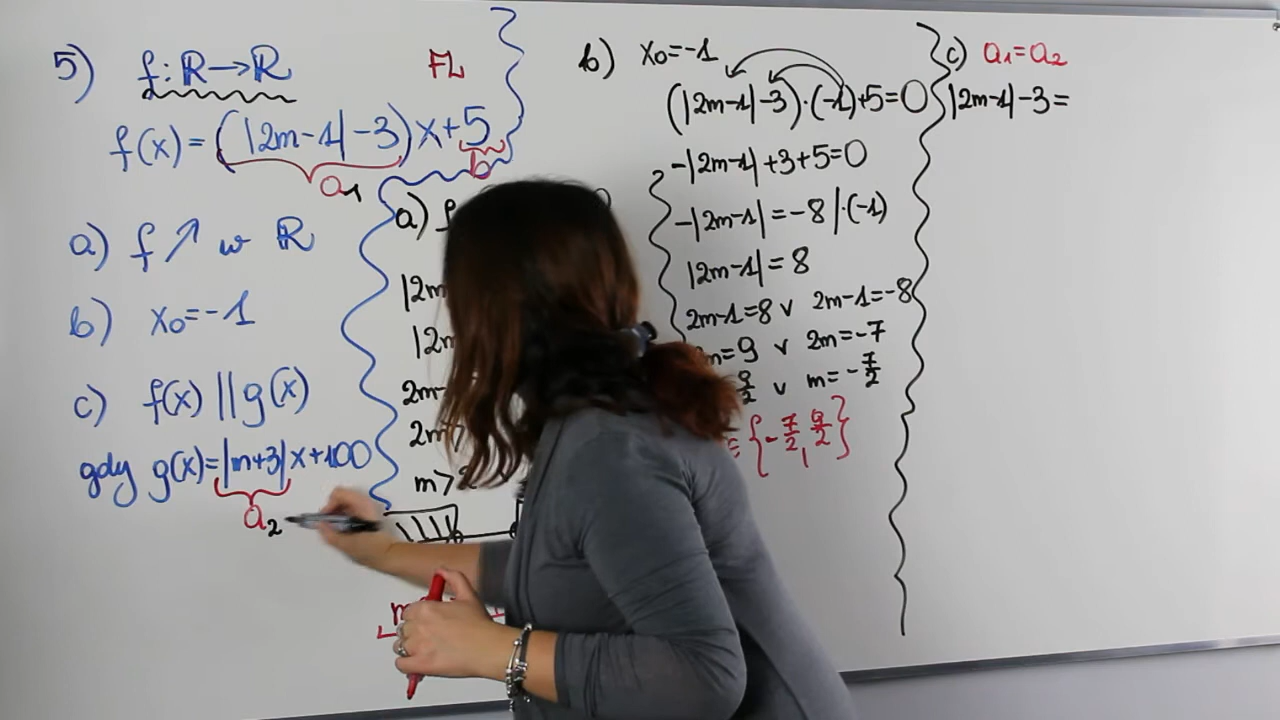 5) f: ℝ→ℝ FL
f(x) = (|2m-1|-3)x+5
a₁ b
a) f ↗ w ℝ
b) x₀=-1
c) f(x) || g(x)
gdy g(x)=|m+3|x+100
a₂
a)
|2m
|2m
2m-
2m>
m>
b) x₀=-1
(|2m-1|-3)·(-1)+5=0
-|2m-1|+3+5=0
-|2m-1|=-8 |·(-1)
|2m-1|=8
2m-1=8 ∨ 2m-1=-8
m=9 ∨ 2m=-7
9/2 ∨ m=-7/2
∈ {-7/2, 9/2}
c) a₁=a₂
|2m-1|-3=